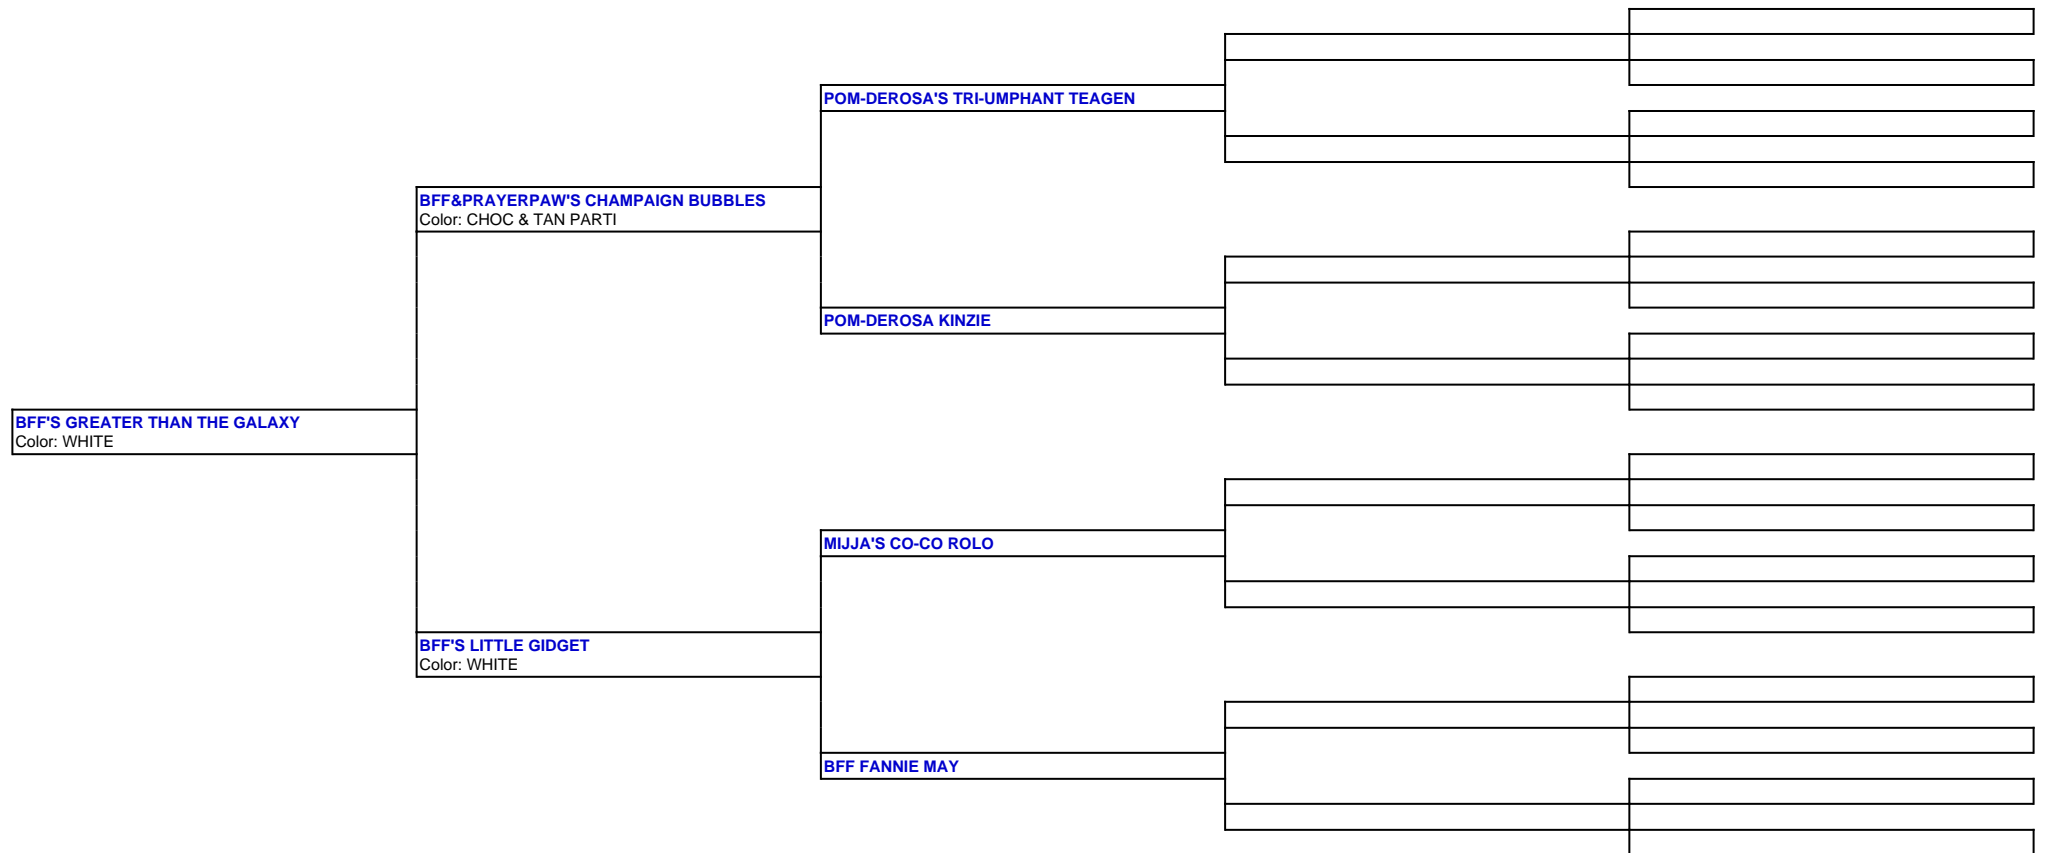 POM-DEROSA'S TRI-UMPHANT TEAGEN
BFF&PRAYERPAW'S CHAMPAIGN BUBBLES
Color: CHOC & TAN PARTI
POM-DEROSA KINZIE
BFF'S GREATER THAN THE GALAXY
Color: WHITE
MIJJA'S CO-CO ROLO
BFF'S LITTLE GIDGET
Color: WHITE
BFF FANNIE MAY